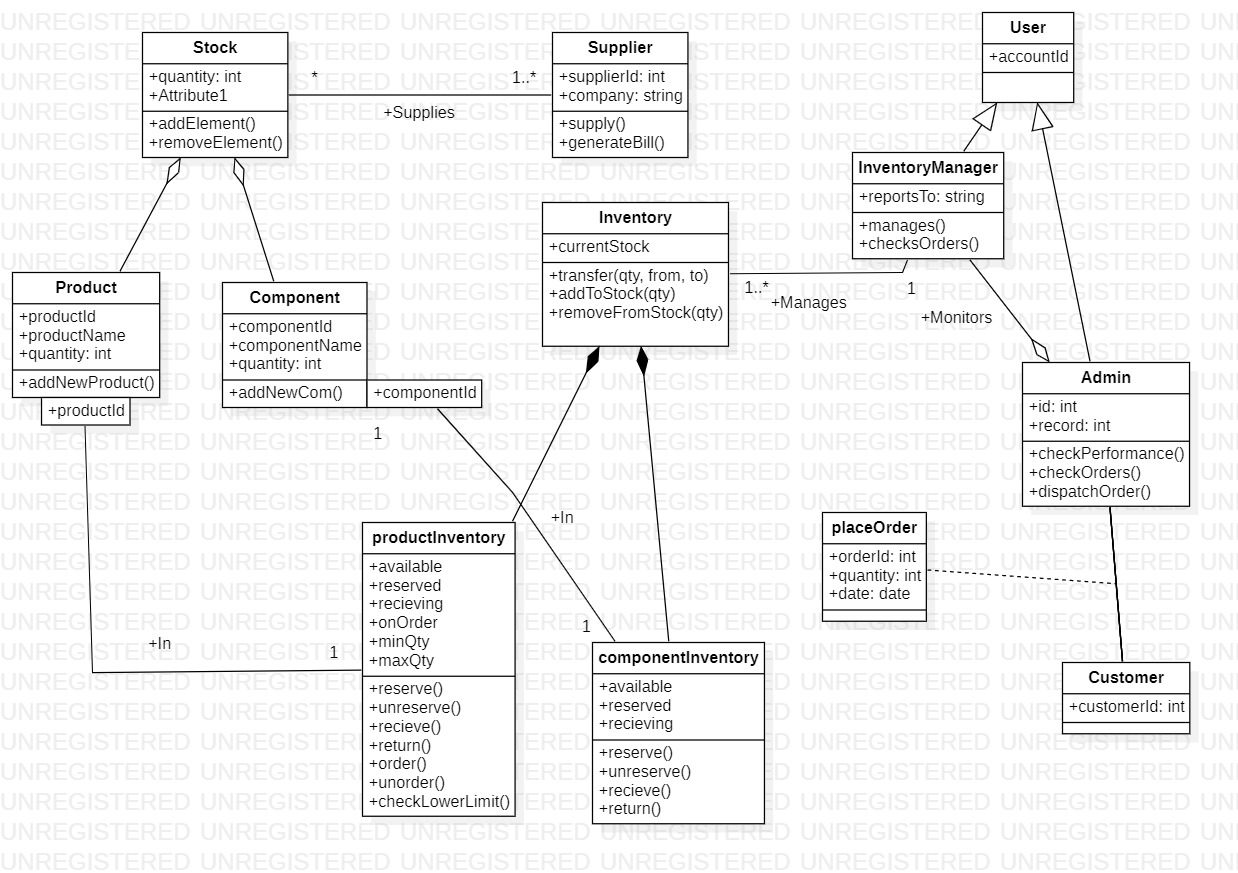 Stock
+quantity: int
+Attribute1
+addElement()
+removeElement()
*
1..*
+Supplies
Supplier
+supplierId: int
+company: string
+supply()
+generateBill()
User
+accountId
InventoryManager
+reportsTo: string
+manages()
+checksOrders()
Inventory
+currentStock
+transfer(qty, from, to)
+addToStock(qty)
+removeFromStock(qty)
1..*
+Manages
1
+Monitors
Product
+productId
+productName
+quantity: int
+addNewProduct()
+productId
Component
+componentId
+componentName
+quantity: int
+addNewCom()
+componentId
1
+In
Admin
+id: int
+record: int
+checkPerformance()
+checkOrders()
+dispatchOrder()
placeOrder
+orderId: int
+quantity: int
+date: date
productInventory
+available
+reserved
+recieving
+onOrder
+minQty
+maxQty
+reserve()
+unreserve()
+recieve()
+return()
+order()
+unorder()
+checkLowerLimit()
+In
1
1
componentInventory
+available
+reserved
+recieving
+reserve()
+unreserve()
+recieve()
+return()
Customer
+customerId: int
UNREGISTERED UNREGISTERED UNREGISTERED UNREGISTERED UNREGISTERED UNREGISTERED UNI